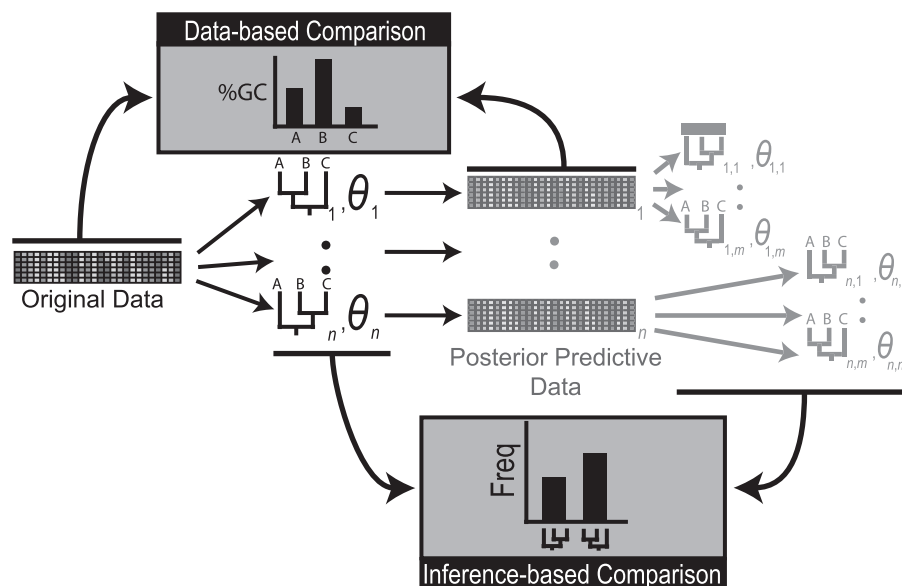 Data-based Comparison
%GC
A B C
A B C
1, θ1
A B C
n, θn
Original Data
1
n
Posterior Predictive
Data
1,1, θ1,1
A B C
1,m, θ1,m
A B C
n,1, θn,
A B C
n,m, θn,n
Freq
Inference-based Comparison